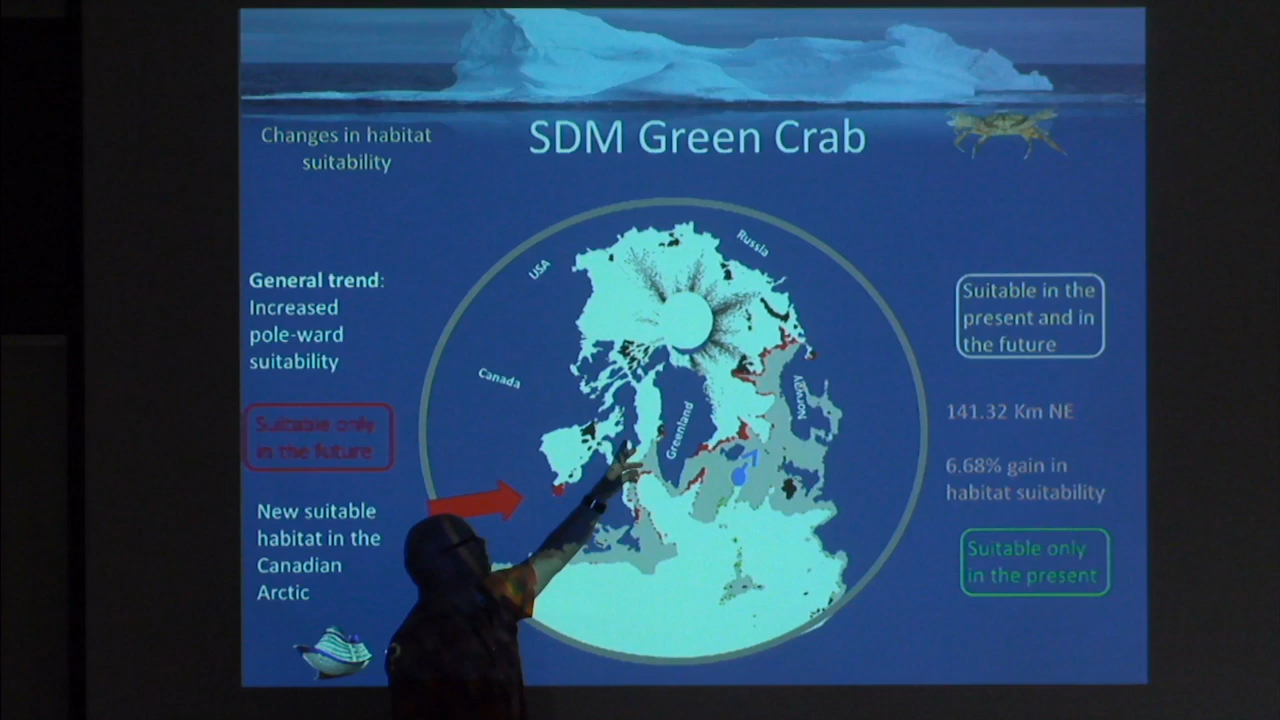 SDM Green Crab
Changes in habitat
suitability
General trend:
Increased
pole-ward
suitability
Suitable only
in the future
New suitable
habitat in the
Canadian
Arctic
USA
Russia
Canada
Greenland
Norway
Suitable in the
present and in
the future
141.32 Km NE
6.68% gain in
habitat suitability
Suitable only
in the present